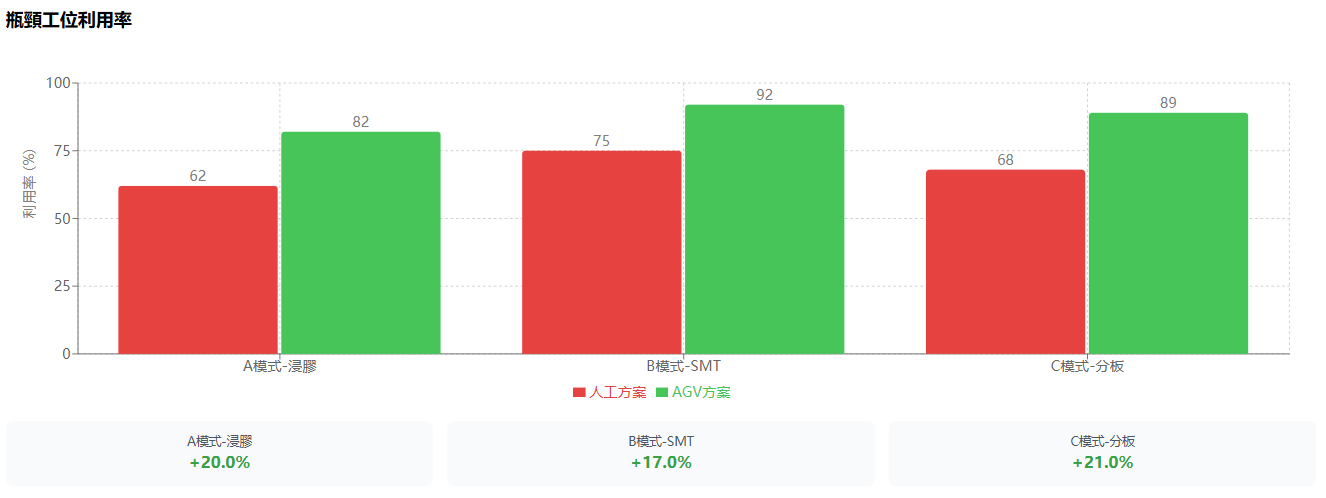 瓶頸工位利用率
利用率 (%)
100
75
50
25
0
62
82
75
92
68
89
A模式-浸膠
B模式-SMT
C模式-分板
人工方案 AGV方案
A模式-浸膠
+20.0%
B模式-SMT
+17.0%
C模式-分板
+21.0%